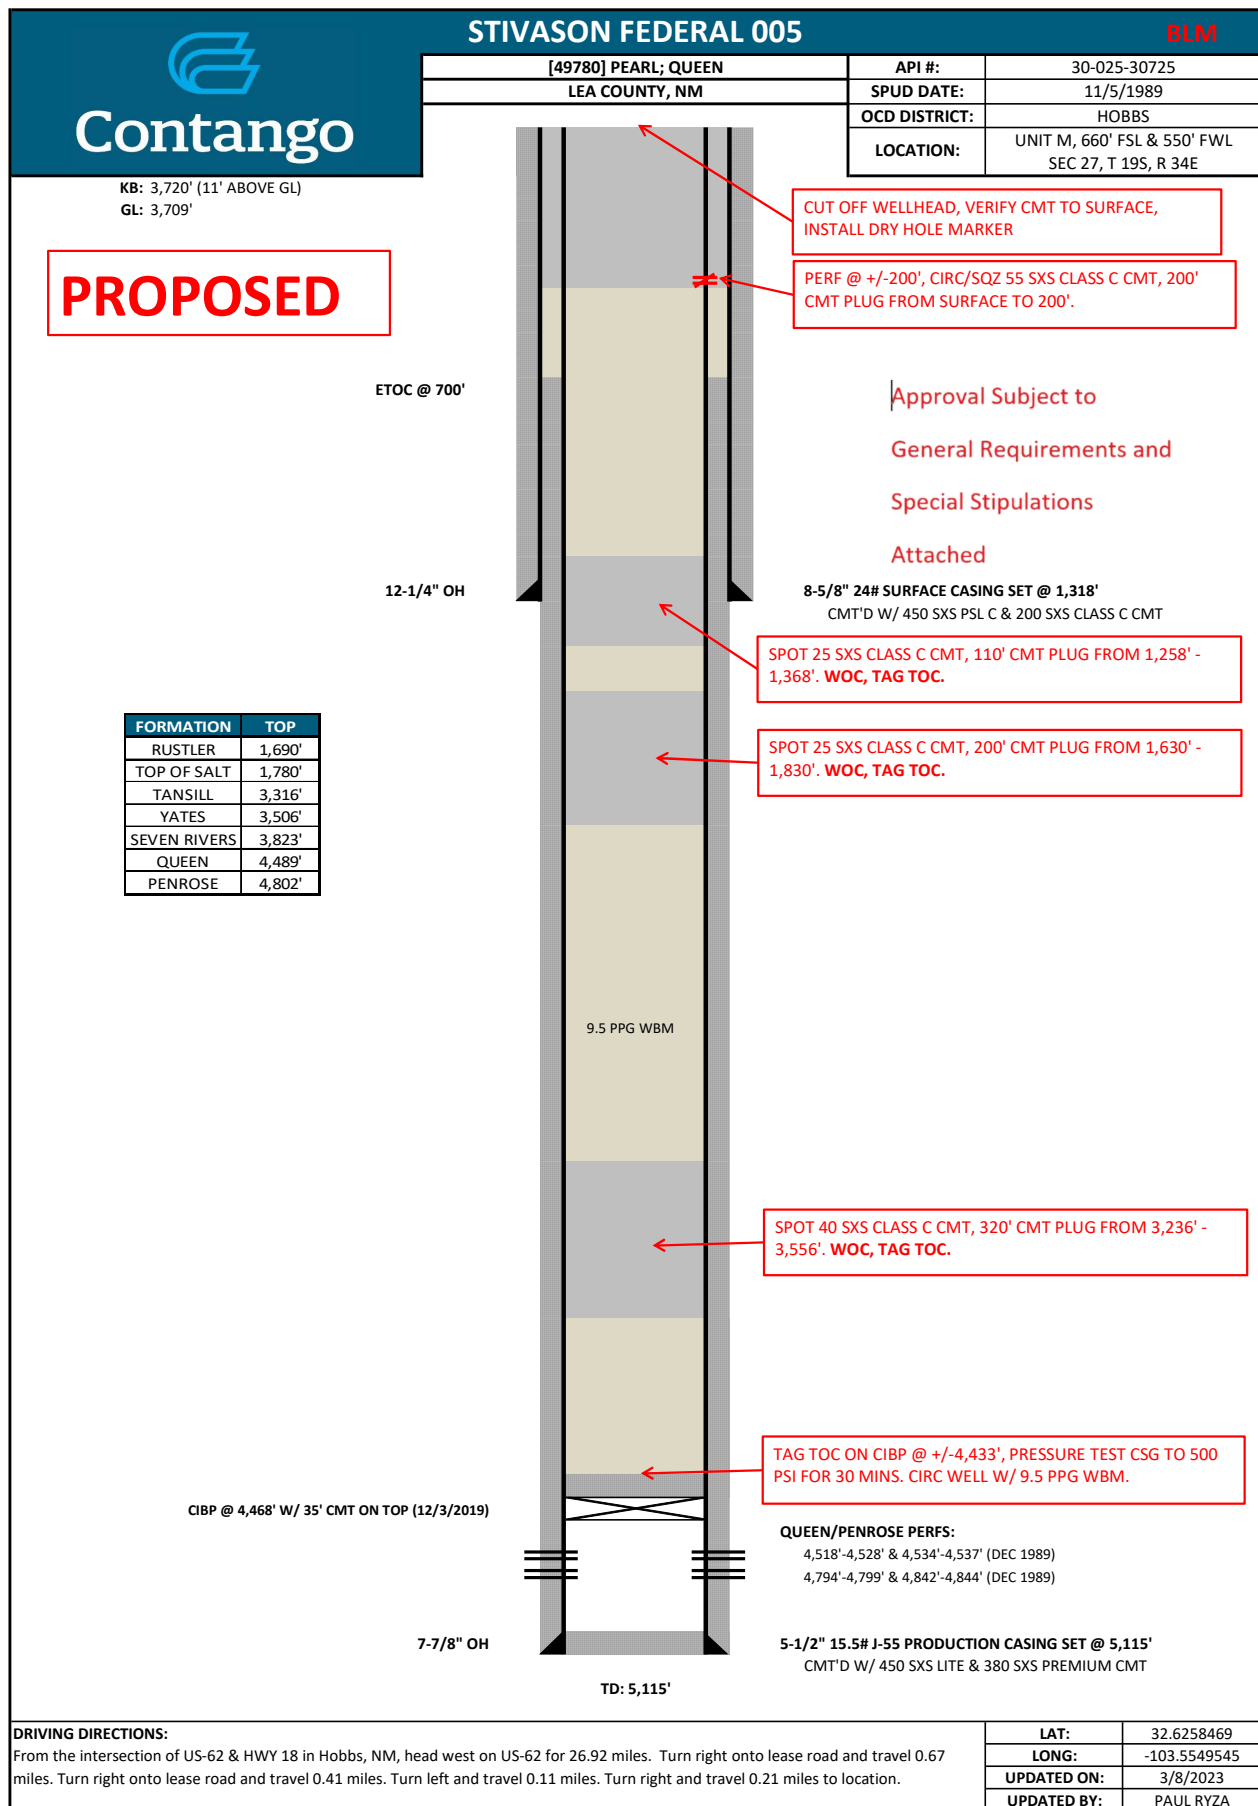 STIVASON FEDERAL 005
BLM
Contango
[49780] PEARL; QUEEN
LEA COUNTY, NM
API #: 30-025-30725
SPUD DATE: 11/5/1989
OCD DISTRICT: HOBBS
LOCATION: UNIT M, 660' FSL & 550' FWL
SEC 27, T 19S, R 34E
KB: 3,720' (11' ABOVE GL)
GL: 3,709'
PROPOSED
CUT OFF WELLHEAD, VERIFY CMT TO SURFACE,
INSTALL DRY HOLE MARKER
PERF @ +/-200', CIRC/SQZ 55 SXS CLASS C CMT, 200'
CMT PLUG FROM SURFACE TO 200'.
ETOC @ 700'
Approval Subject to
General Requirements and
Special Stipulations
Attached
12-1/4" OH
8-5/8" 24# SURFACE CASING SET @ 1,318'
CMT'D W/ 450 SXS PSL C & 200 SXS CLASS C CMT
SPOT 25 SXS CLASS C CMT, 110' CMT PLUG FROM 1,258' -
1,368'. WOC, TAG TOC.
FORMATION TOP
RUSTLER 1,690'
TOP OF SALT 1,780'
TANSILL 3,316'
YATES 3,506'
SEVEN RIVERS 3,823'
QUEEN 4,489'
PENROSE 4,802'
SPOT 25 SXS CLASS C CMT, 200' CMT PLUG FROM 1,630' -
1,830'. WOC, TAG TOC.
9.5 PPG WBM
SPOT 40 SXS CLASS C CMT, 320' CMT PLUG FROM 3,236' -
3,556'. WOC, TAG TOC.
TAG TOC ON CIBP @ +/-4,433', PRESSURE TEST CSG TO 500
PSI FOR 30 MINS. CIRC WELL W/ 9.5 PPG WBM.
CIBP @ 4,468' W/ 35' CMT ON TOP (12/3/2019)
QUEEN/PENROSE PERFS:
4,518'-4,528' & 4,534'-4,537' (DEC 1989)
4,794'-4,799' & 4,842'-4,844' (DEC 1989)
7-7/8" OH
5-1/2" 15.5# J-55 PRODUCTION CASING SET @ 5,115'
CMT'D W/ 450 SXS LITE & 380 SXS PREMIUM CMT
TD: 5,115'
DRIVING DIRECTIONS:
From the intersection of US-62 & HWY 18 in Hobbs, NM, head west on US-62 for 26.92 miles.  Turn right onto lease road and travel 0.67
miles. Turn right onto lease road and travel 0.41 miles. Turn left and travel 0.11 miles. Turn right and travel 0.21 miles to location.
LAT: 32.6258469
LONG: -103.5549545
UPDATED ON: 3/8/2023
UPDATED BY: PAUL RYZA